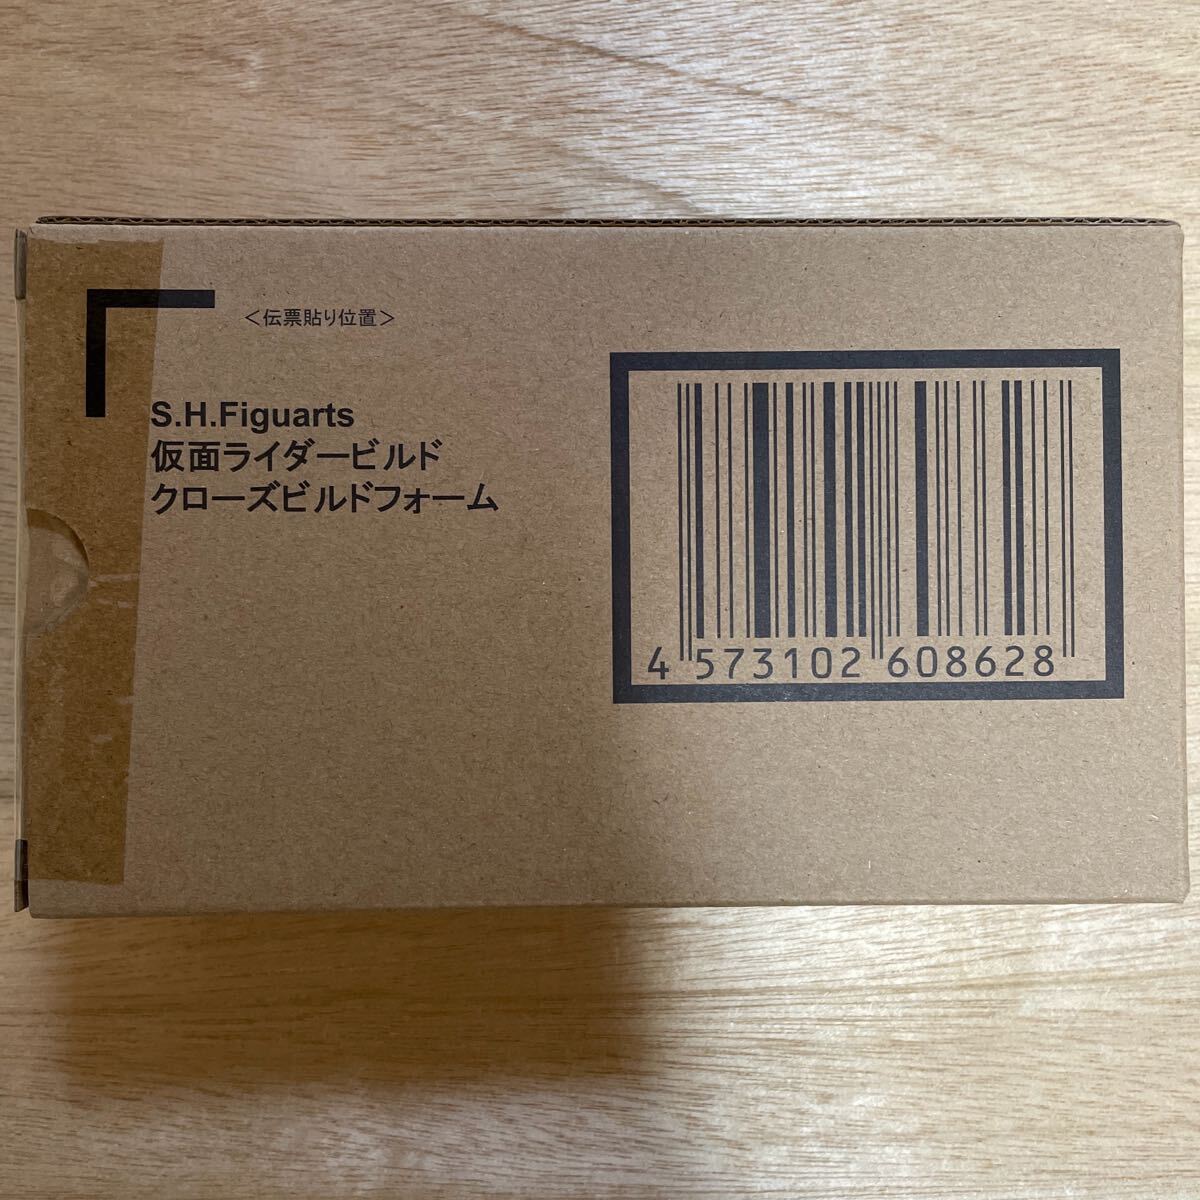 ＜伝票貼り位置＞
S.H.Figuarts
仮面ライダービルド
クローズビルドフォーム
4 573102 608628